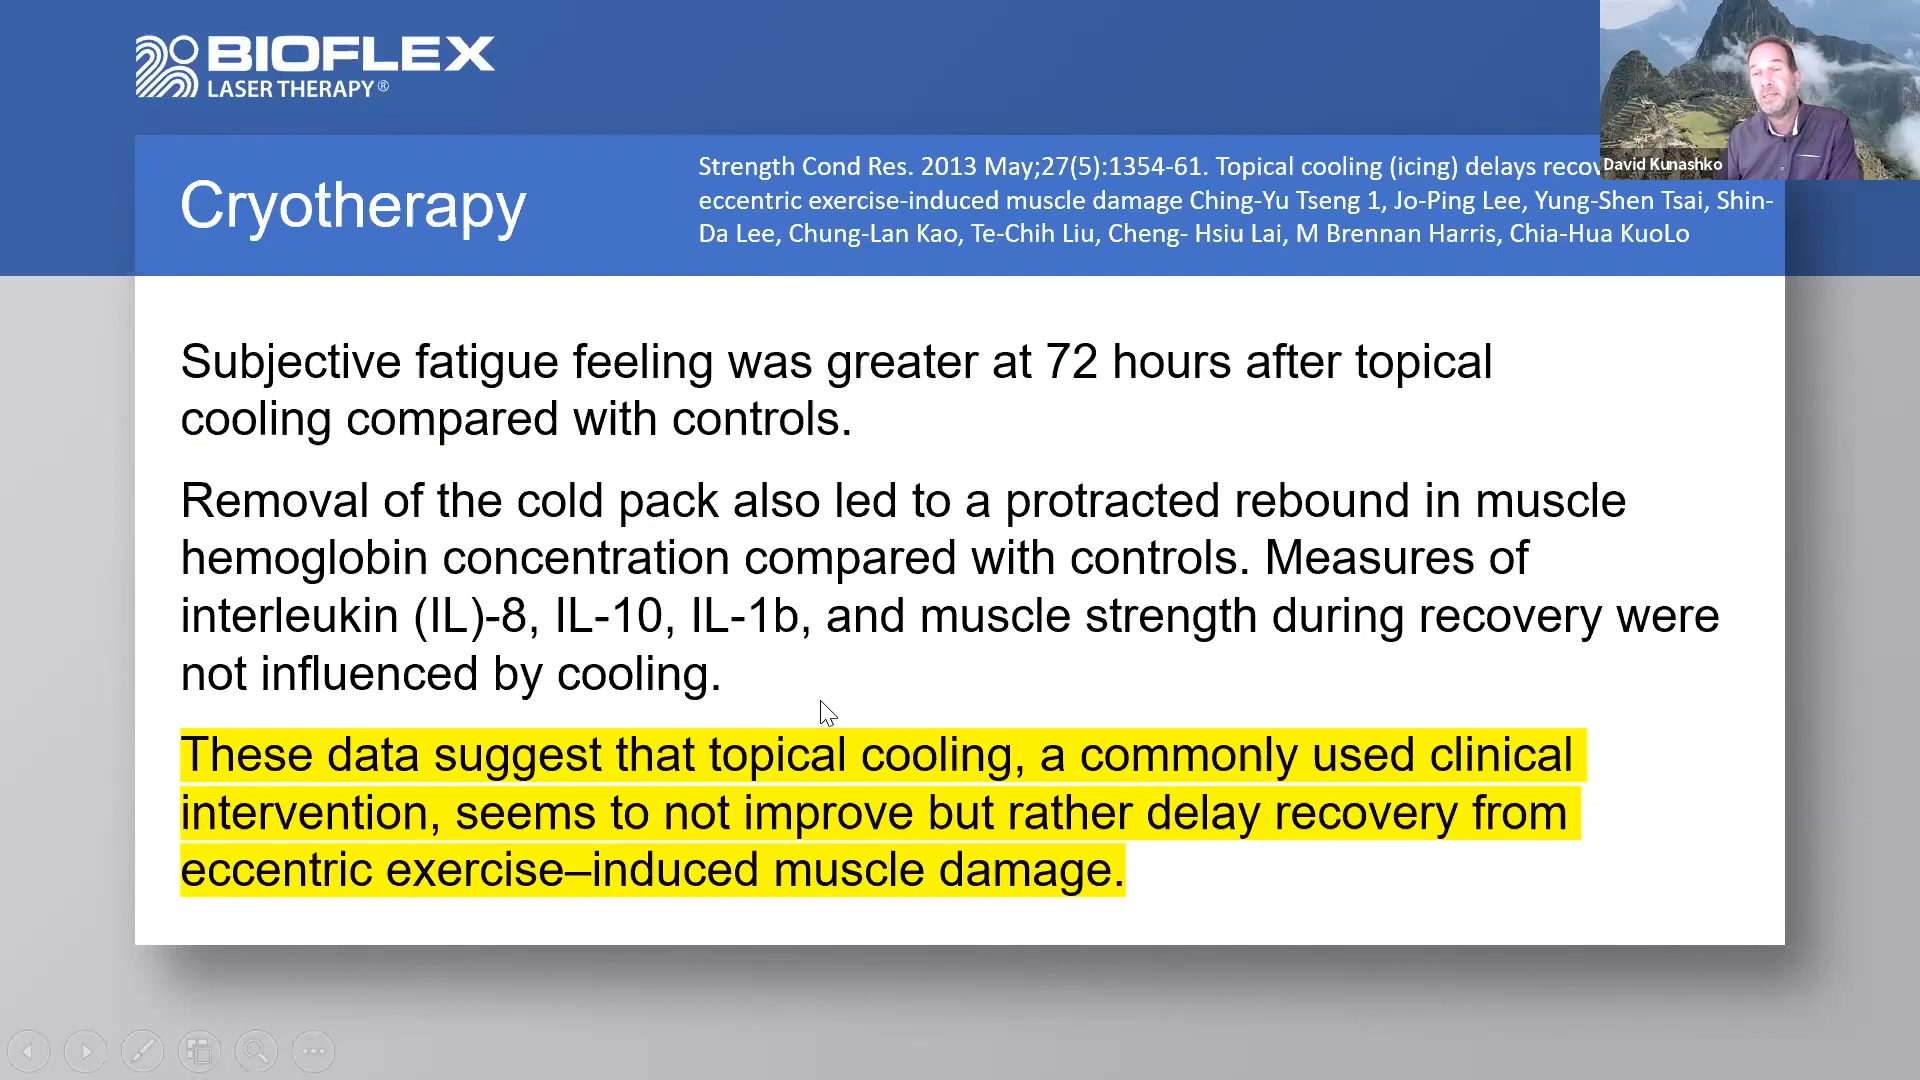 BIOFLEX
LASER THERAPY®
David Kunashko
Cryotherapy
Strength Cond Res. 2013 May;27(5):1354-61. Topical cooling (icing) delays
eccentric exercise-induced muscle damage Ching-Yu Tseng 1, Jo-Ping Lee, Yung-Shen Tsai, Shin-
Da Lee, Chung-Lan Kao, Te-Chih Liu, Cheng- Hsiu Lai, M Brennan Harris, Chia-Hua KuoLo
Subjective fatigue feeling was greater at 72 hours after topical
cooling compared with controls.
Removal of the cold pack also led to a protracted rebound in muscle
hemoglobin concentration compared with controls. Measures of
interleukin (IL)-8, IL-10, IL-1b, and muscle strength during recovery were
not influenced by cooling.
These data suggest that topical cooling, a commonly used clinical
intervention, seems to not improve but rather delay recovery from
eccentric exercise–induced muscle damage.